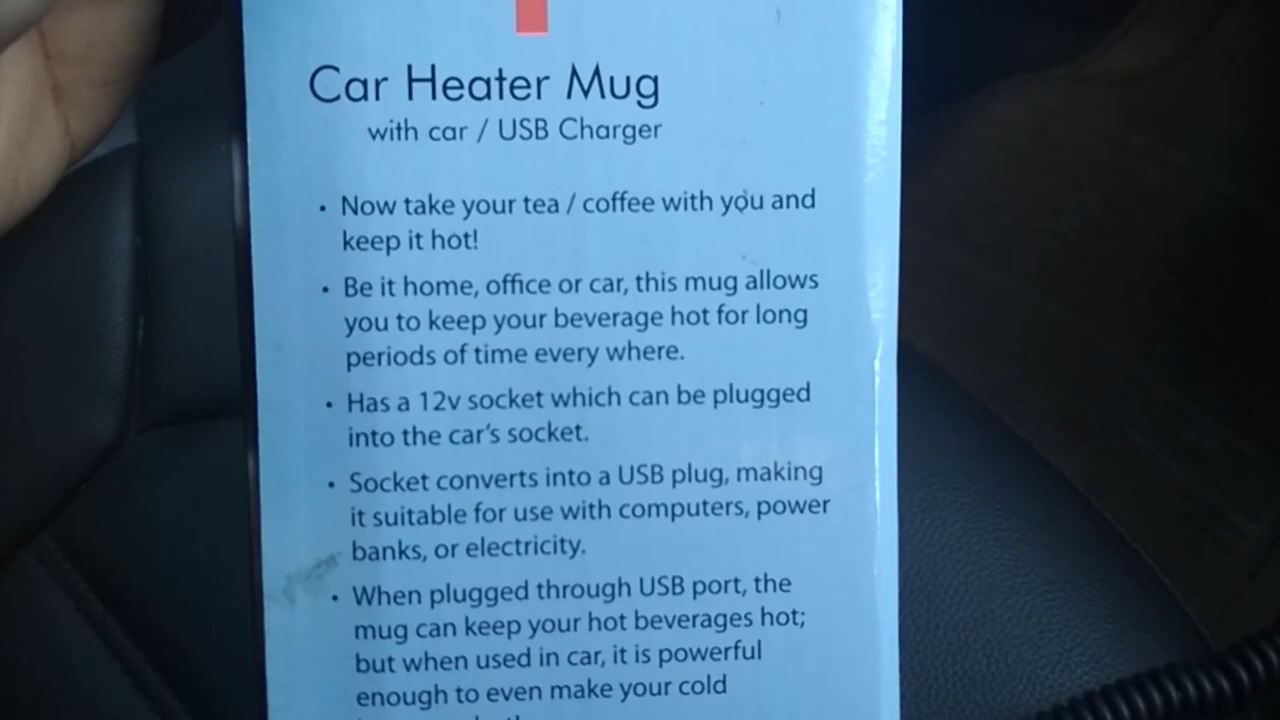 Car Heater Mug
with car / USB Charger
• Now take your tea / coffee with you and
keep it hot!
• Be it home, office or car, this mug allows
you to keep your beverage hot for long
periods of time every where.
• Has a 12v socket which can be plugged
into the car's socket.
• Socket converts into a USB plug, making
it suitable for use with computers, power
banks, or electricity.
• When plugged through USB port, the
mug can keep your hot beverages hot;
but when used in car, it is powerful
enough to even make your cold